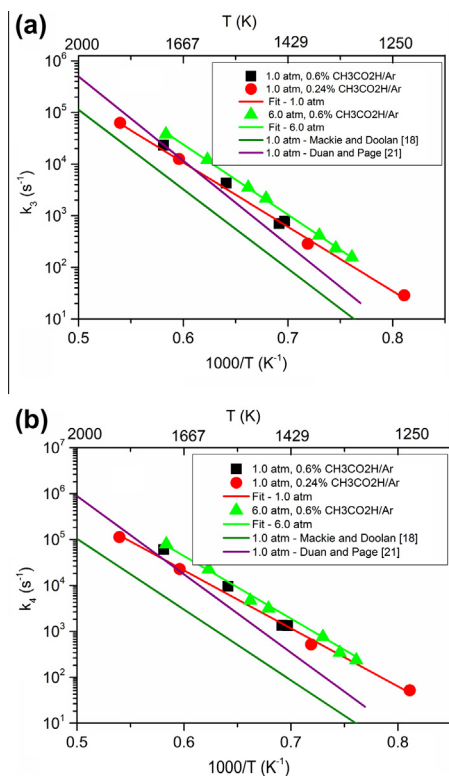 (a)
T (K)
2000 1667 1429 1250
10^6
10^5
10^4
10^3
10^2
10^1
k_3 (s^-1)
1.0 atm, 0.6% CH3CO2H/Ar
1.0 atm, 0.24% CH3CO2H/Ar
Fit - 1.0 atm
6.0 atm, 0.6% CH3CO2H/Ar
Fit - 6.0 atm
1.0 atm - Mackie and Doolan [18]
1.0 atm - Duan and Page [21]
0.5 0.6 0.7 0.8
1000/T (K^-1)
(b)
T (K)
2000 1667 1429 1250
10^7
10^6
10^5
10^4
10^3
10^2
10^1
k_4 (s^-1)
1.0 atm, 0.6% CH3CO2H/Ar
1.0 atm, 0.24% CH3CO2H/Ar
Fit - 1.0 atm
6.0 atm, 0.6% CH3CO2H/Ar
Fit - 6.0 atm
1.0 atm - Mackie and Doolan [18]
1.0 atm - Duan and Page [21]
0.5 0.6 0.7 0.8
1000/T (K^-1)